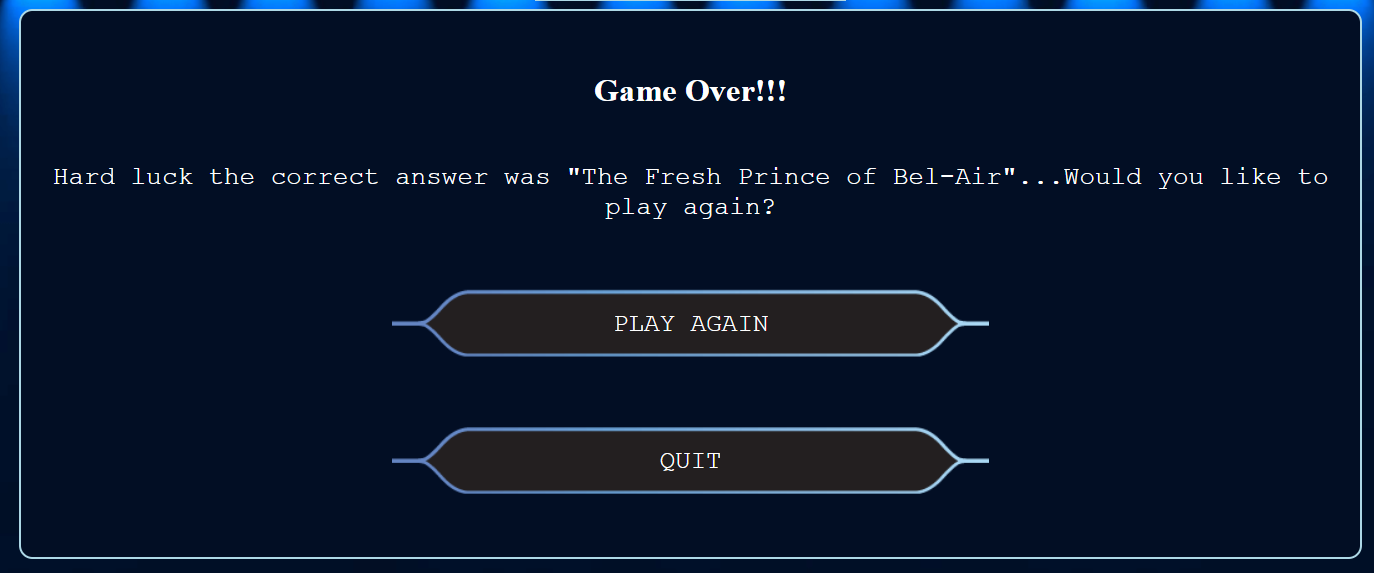 Game Over!!!
Hard luck the correct answer was "The Fresh Prince of Bel-Air"...Would you like to
play again?
PLAY AGAIN
QUIT